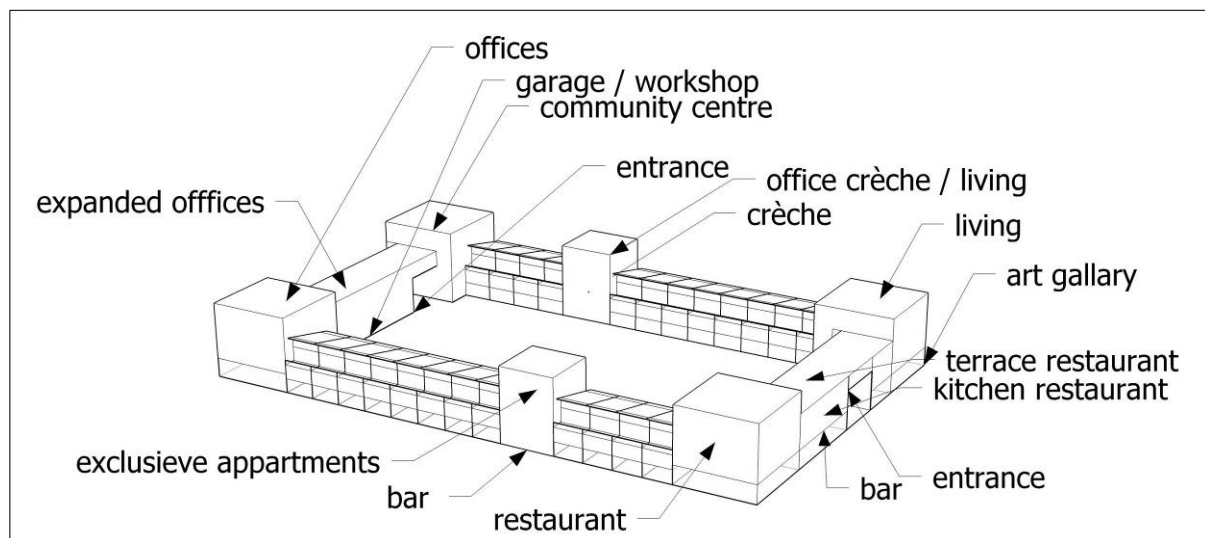 offices
garage / workshop
community centre
entrance
office crèche / living
expanded offfices
crèche
living
art gallary
terrace restaurant
kitchen restaurant
exclusieve appartments
bar
bar
entrance
restaurant